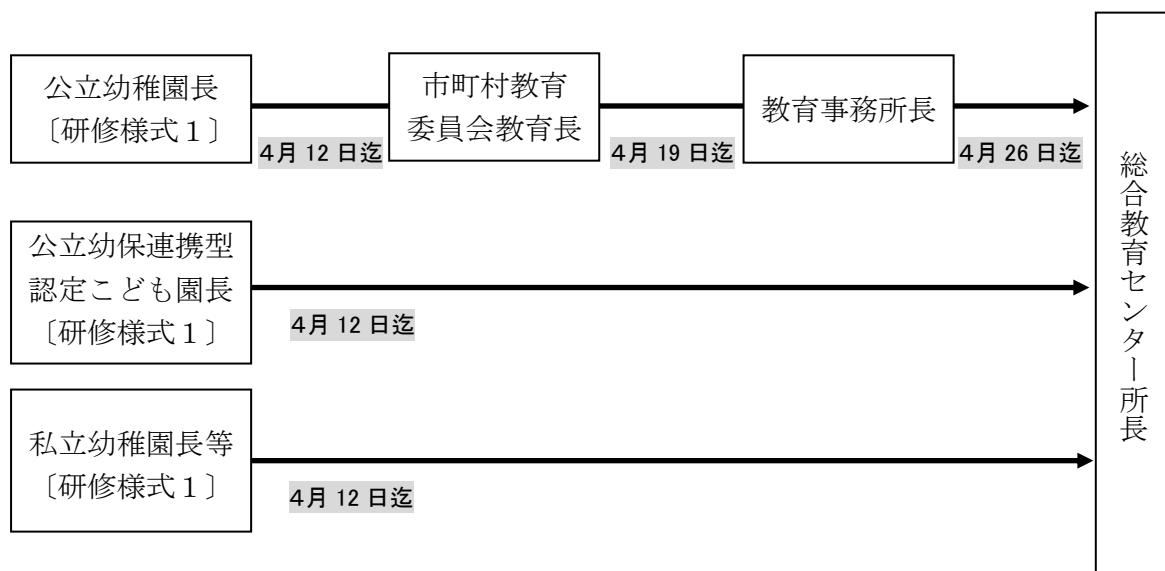 公立幼稚園長
〔研修様式1〕
4月 12 日迄
市町村教育
委員会教育長
4月 19 日迄
教育事務所長
4月 26 日迄
公立幼保連携型
認定こども園長
〔研修様式1〕
4月 12 日迄
私立幼稚園長等
〔研修様式1〕
4月 12 日迄
総合教育センター所長